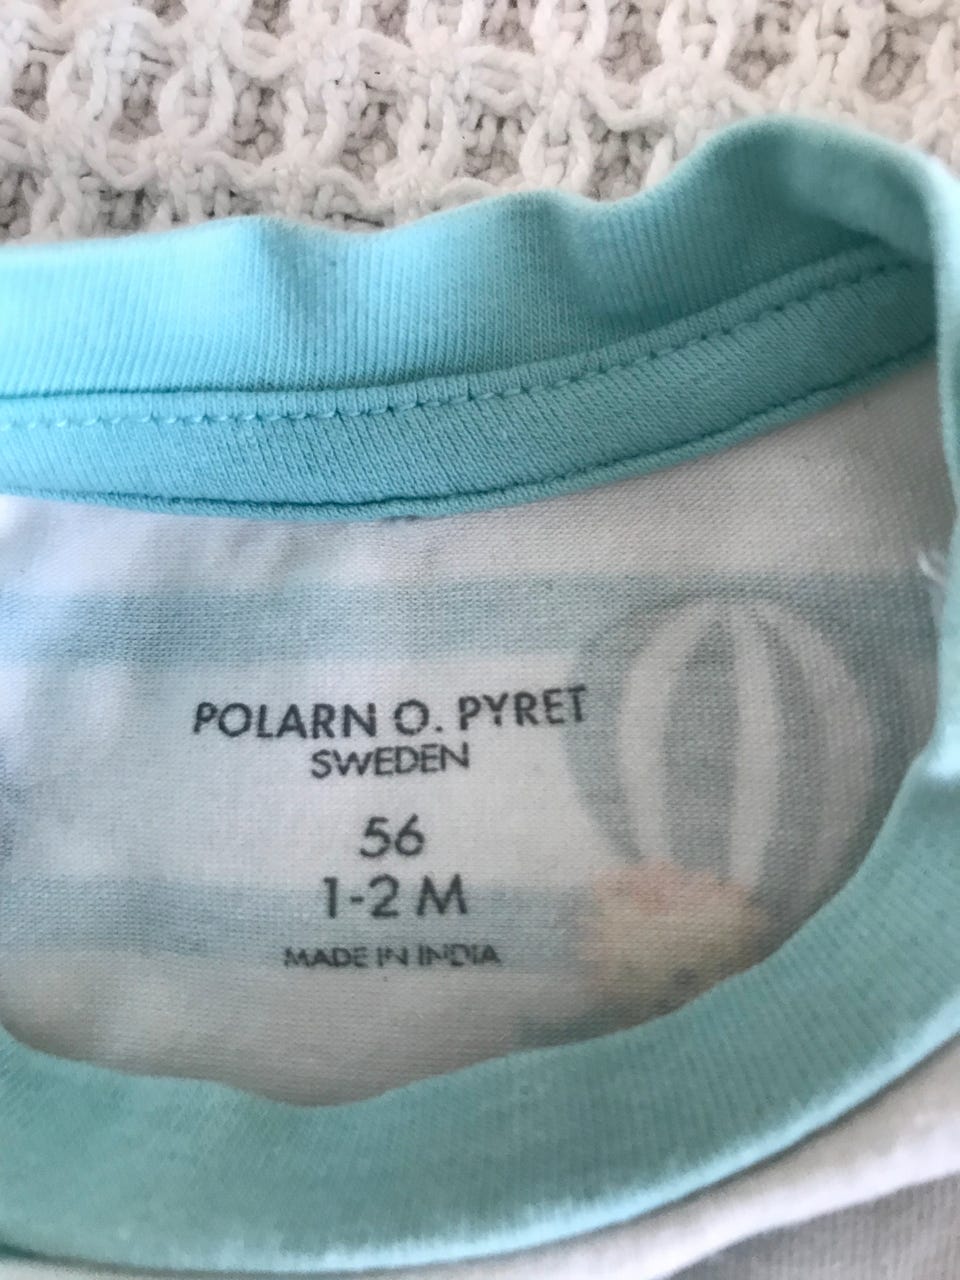 POLARN O. PYRET
SWEDEN
56
1-2 M
MADE IN INDIA